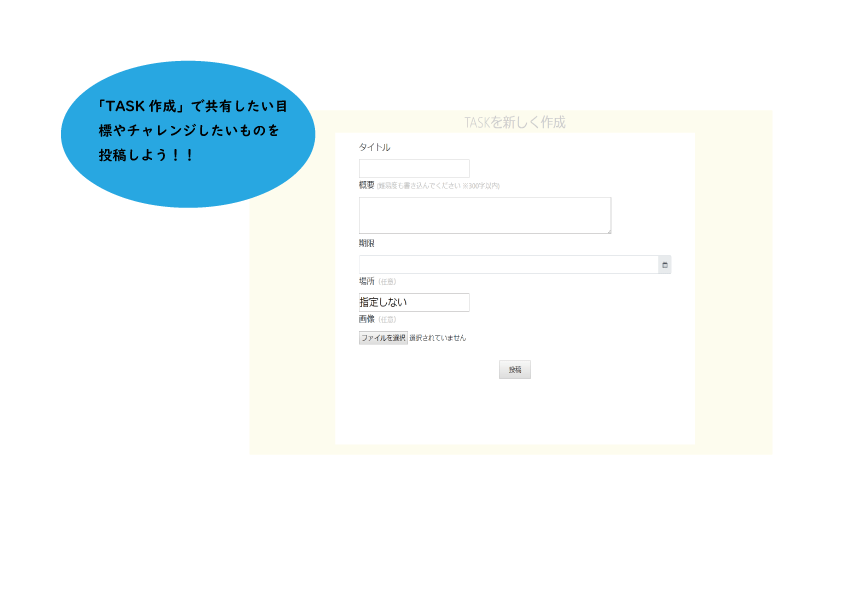 「TASK 作成」で共有したい目
標やチャレンジしたいものを
投稿しよう！！
TASKを新しく作成
タイトル
概要 (難易度も書き込んでください ※300字以内)
期限
場所 (任意)
指定しない
画像 (任意)
ファイルを選択 選択されていません
投稿